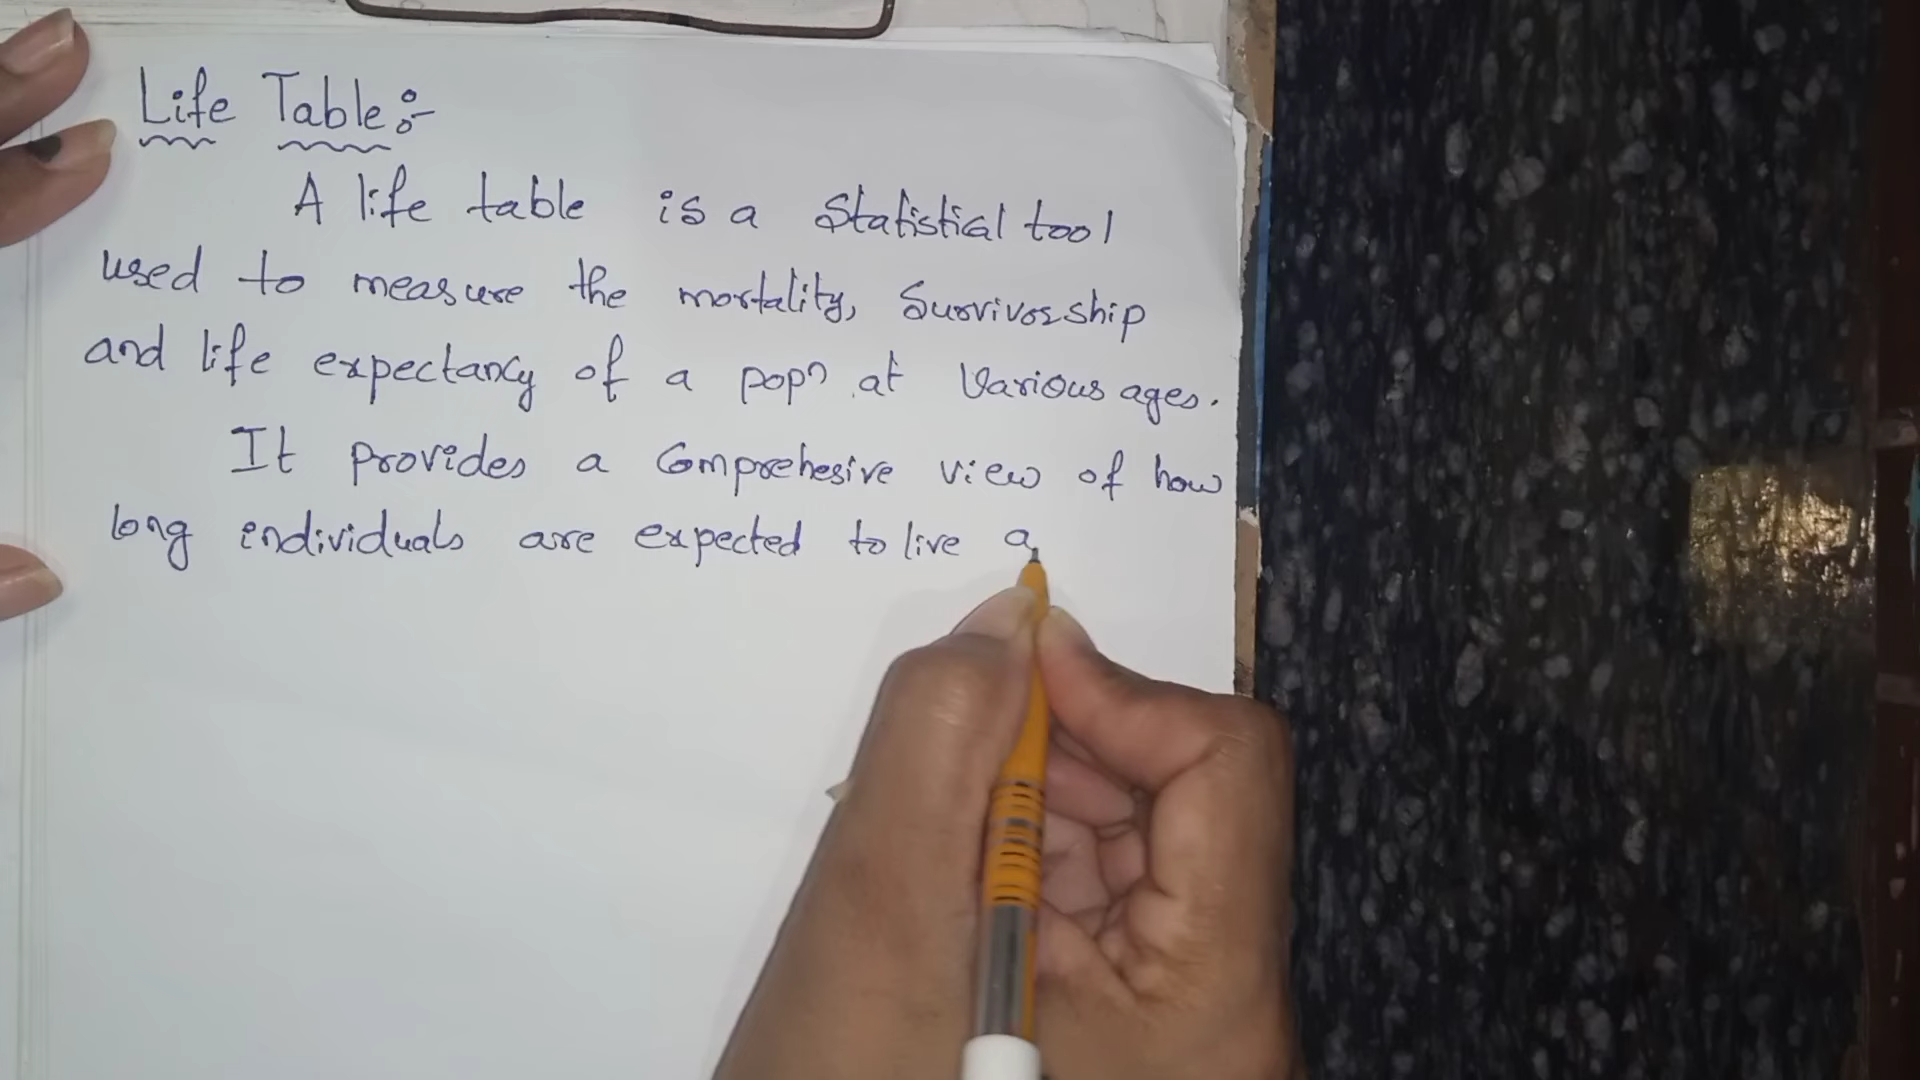 Life Table:-
A life table is a Statistial tool
used to measure the mortality, Survivorship
and life expectancy of a popn at Various ages.
It provides a Comprehesive view of how
long individuals are expected to live a